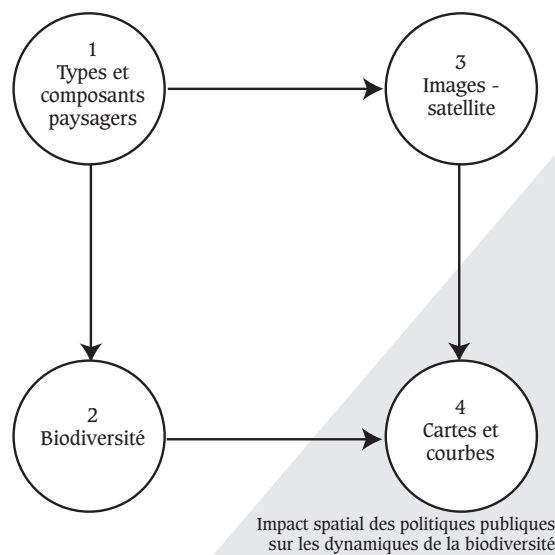 1
Types et
composants
paysagers
3
Images -
satellite
2
Biodiversité
4
Cartes et
courbes
Impact spatial des politiques publiques
sur les dynamiques de la biodiversité